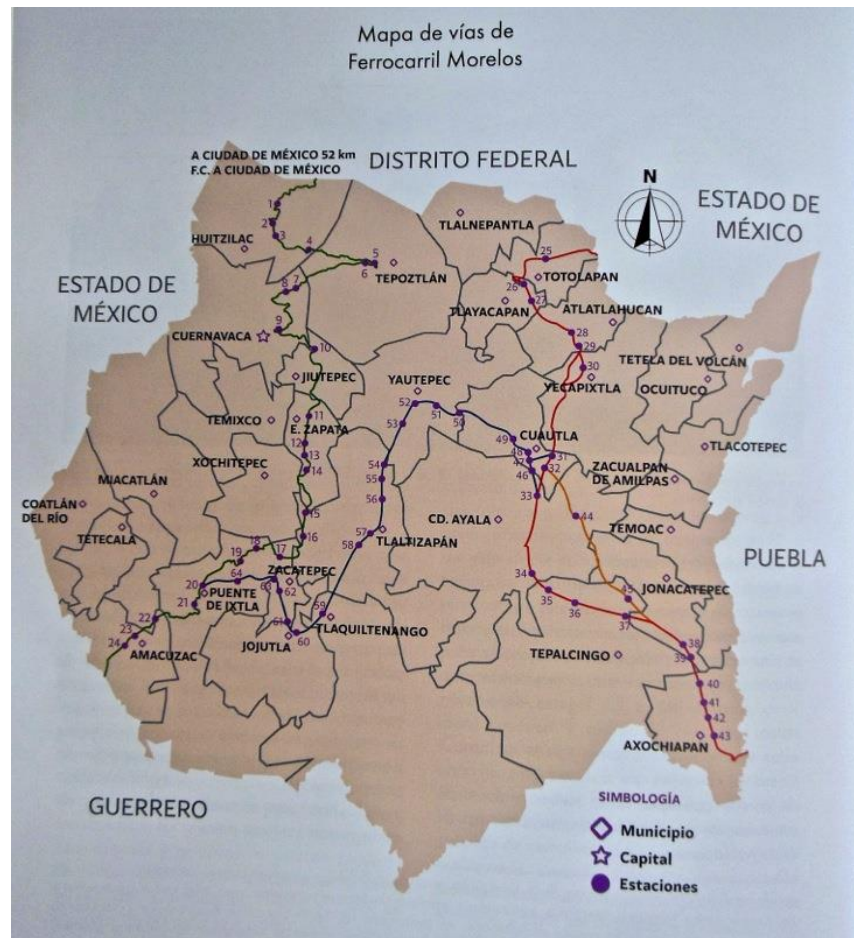 Mapa de vías de
Ferrocarril Morelos
A CIUDAD DE MÉXICO 52 km
F.C. A CIUDAD DE MÉXICO
DISTRITO FEDERAL
N
ESTADO DE
MÉXICO
1
2
3
4
5
6
HUITZILAC
TEPOZTLÁN
TLALNEPANTLA
25
TOTOLAPAN
26
27
TLAYACAPAN
ATLATLAHUCAN
ESTADO DE
MÉXICO
8
7
9
CUERNAVACA
10
28
29
30
TETELA DEL VOLCÁN
JIUTEPEC
YAUTEPEC
YECAPIXTLA
OCUITUCO
52
51
50
53
TEMIXCO
11
E. ZAPATA
12
13
14
49
CUAUTLA
48
47
46
31
32
33
TLACOTEPEC
XOCHITEPEC
54
55
56
ZACUALPAN
DE AMILPAS
MIACATLÁN
COATLÁN
DEL RÍO
TETECALA
15
16
CD. AYALA
44
TEMOAC
57
58
TLALTIZAPÁN
PUEBLA
18
19
17
ZACATEPEC
20
64
63
62
34
35
36
37
45
JONACATEPEC
PUENTE
DE IXTLA
21
22
23
24
AMACUZAC
61
60
59
TLAQUILTENANGO
JOJUTLA
TEPALCINGO
38
39
40
41
42
43
AXOCHIAPAN
GUERRERO
SIMBOLOGÍA
Municipio
Capital
Estaciones